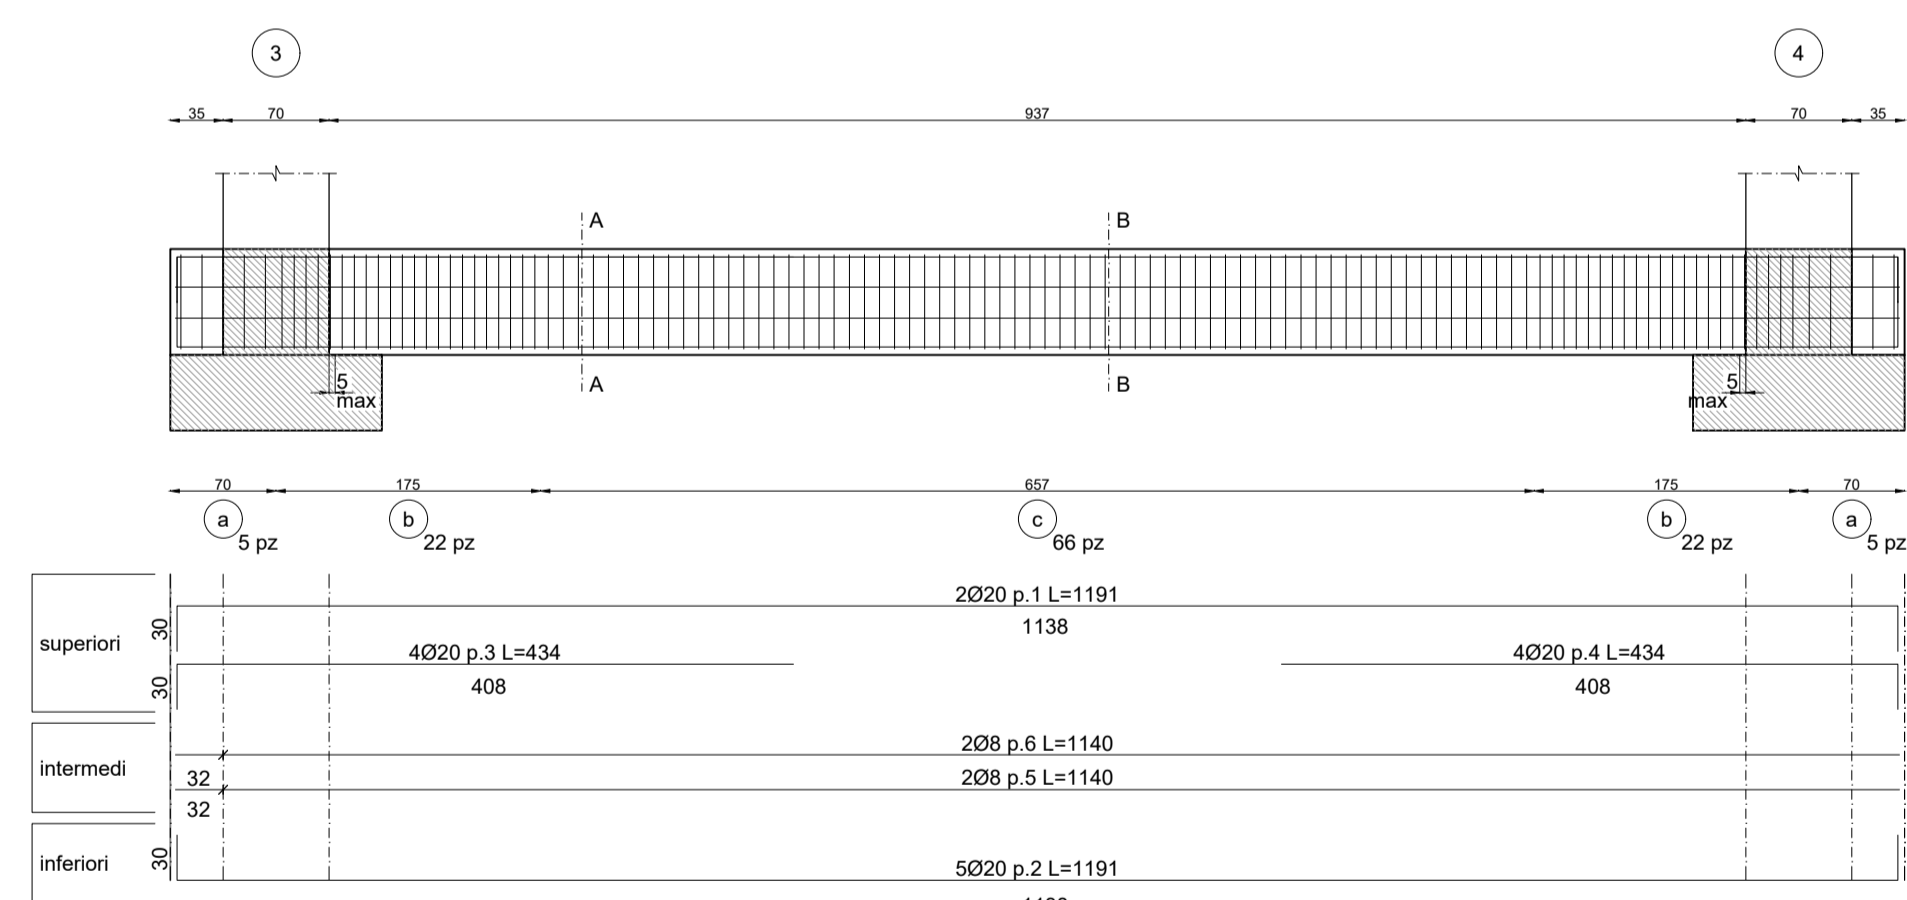 3 4
35 70 937 70 35
A B
A B
5
max
5
max
70 175 657 175 70
a b c b a
5 pz 22 pz 66 pz 22 pz 5 pz
2Ø20 p.1 L=1191
30 1138
superiori
4Ø20 p.3 L=434 4Ø20 p.4 L=434
30 408 408
2Ø8 p.6 L=1140
intermedi
32 2Ø8 p.5 L=1140
32
inferiori 30 5Ø20 p.2 L=1191